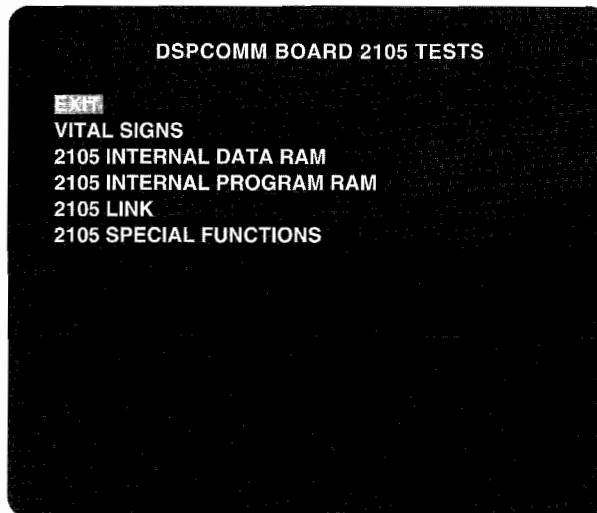 DSPCOMM BOARD 2105 TESTS
EXIT
VITAL SIGNS
2105 INTERNAL DATA RAM
2105 INTERNAL PROGRAM RAM
2105 LINK
2105 SPECIAL FUNCTIONS